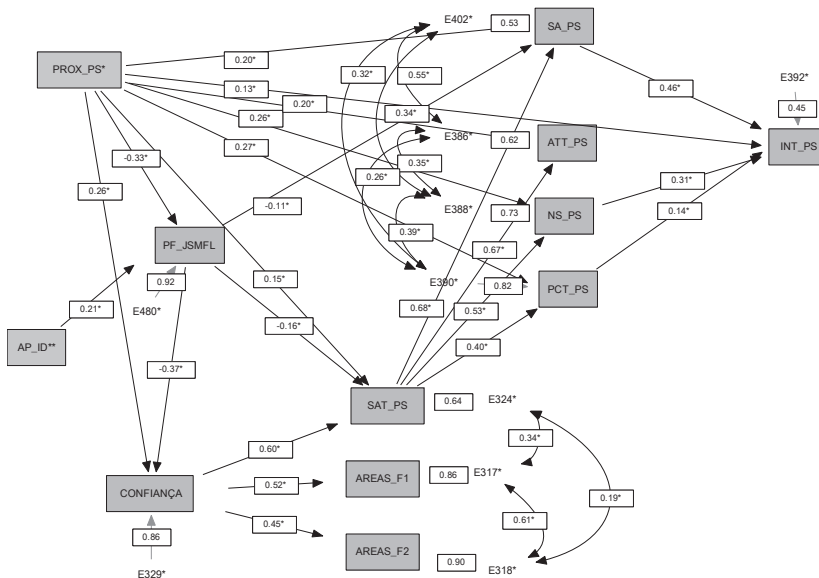 E402*
0.53
SA_PS
PROX_PS*
0.20*
0.32*
0.55*
E392*
0.13*
0.20*
0.46*
0.45
0.26*
0.34*
E386*
0.62
ATT_PS
INT_PS
0.27*
-0.33*
0.35*
0.26*
0.26*
0.31*
-0.11*
E388*
0.73
NS_PS
0.14*
PF_JSMFL
0.39*
0.67*
0.92
0.15*
E390*
0.82
PCT_PS
0.21*
E480*
0.68*
0.53*
-0.16*
AP_ID**
0.40*
-0.37*
SAT_PS
0.64
E324*
0.60*
0.34*
CONFIANÇA
0.52*
AREAS_F1
0.86
E317*
0.19*
0.45*
0.61*
0.86
AREAS_F2
0.90
E318*
E329*